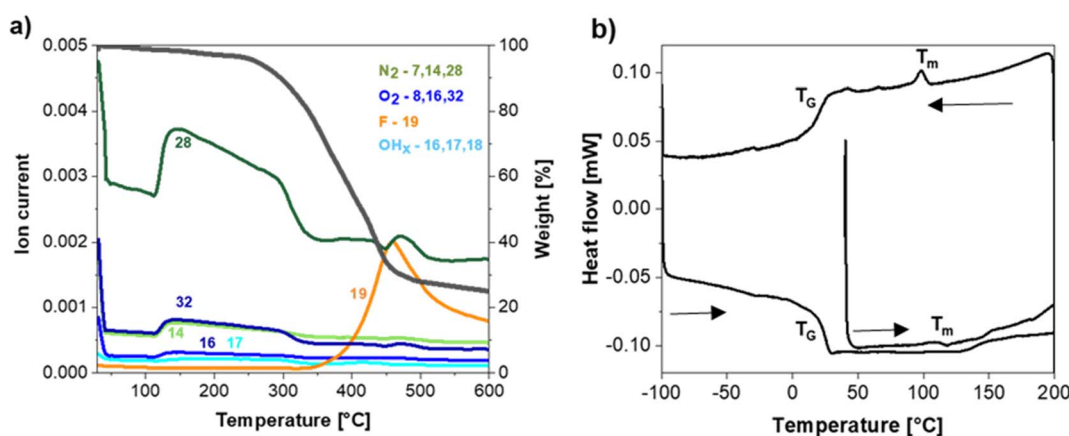 a)
N₂ - 7,14,28
O₂ - 8,16,32
F - 19
OHₓ - 16,17,18
28
19
32
14
16 17
0.005
0.004
0.003
0.002
0.001
0.000
Ion current
100
80
60
40
20
0
Weight [%]
100 200 300 400 500 600
Temperature [°C]
b)
Tm
TG
Tm
TG
0.10
0.05
0.00
-0.05
-0.10
Heat flow [mW]
-100 -50 0 50 100 150 200
Temperature [°C]